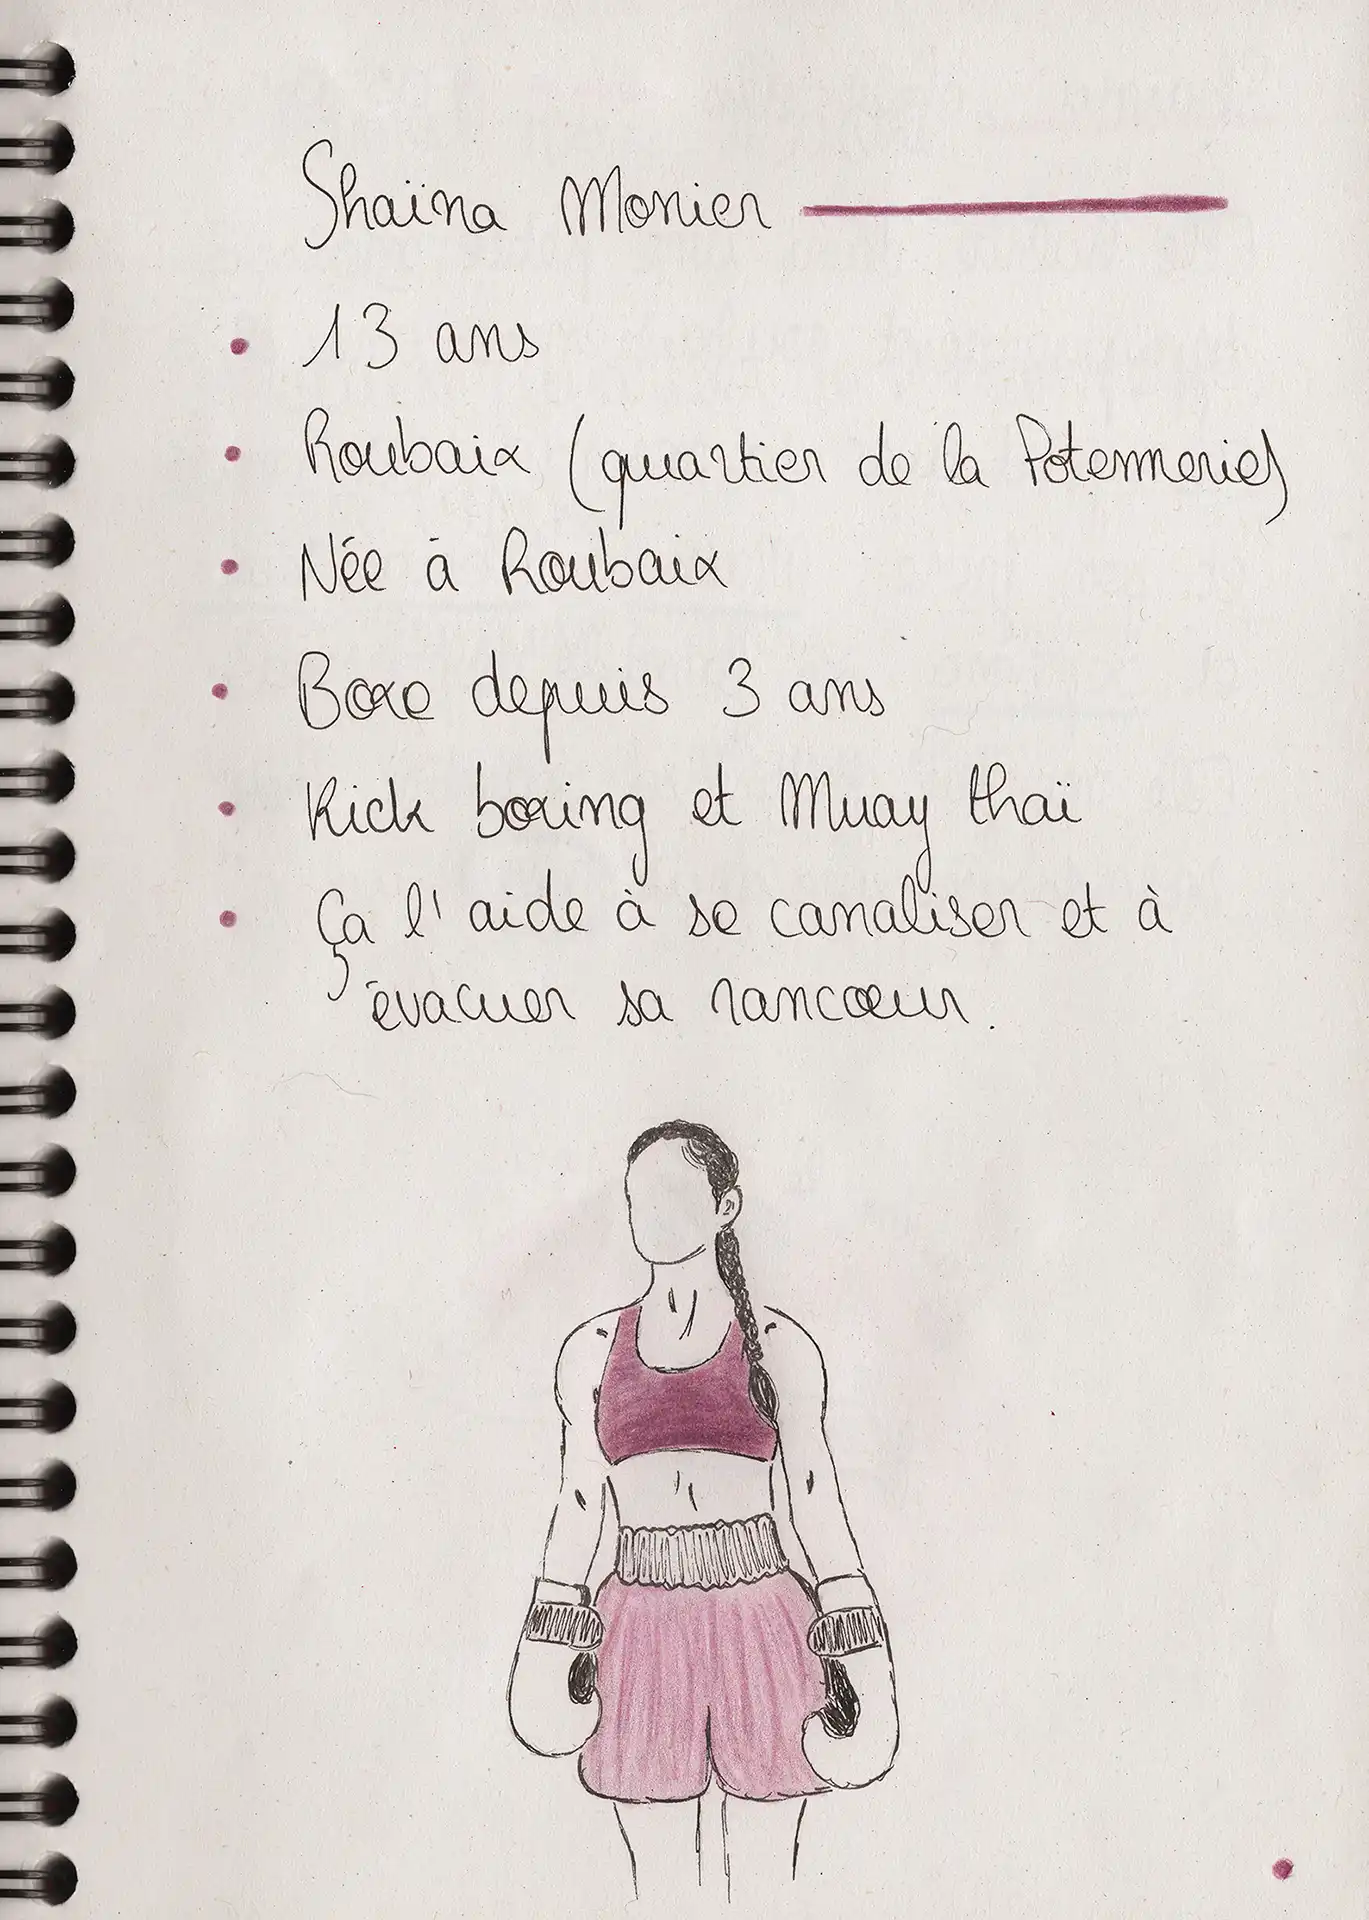 Shaïna Monier
13 ans
Roubaix (quartier de la Potennerie)
Née à Roubaix
Boxe depuis 3 ans
Kick boxing et Muay thaï
Ça l'aide à se canaliser et à
évacuer sa rancœur.